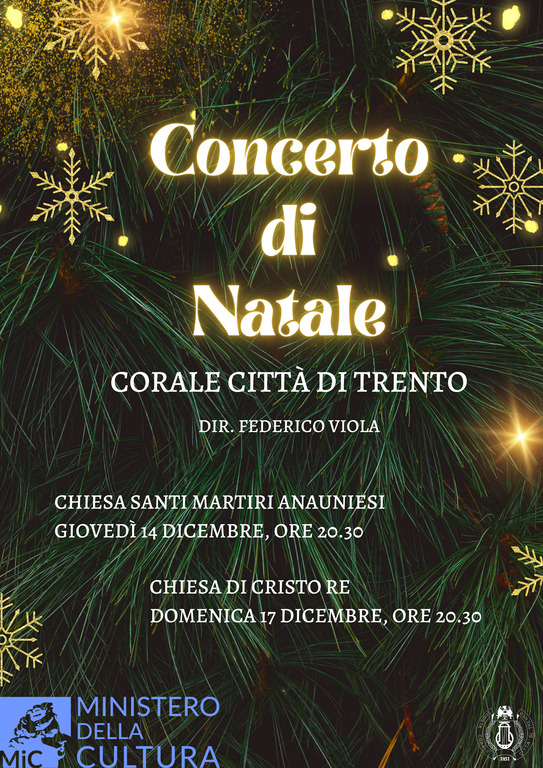 Concerto
di
Natale
CORALE CITTÀ DI TRENTO
DIR. FEDERICO VIOLA
CHIESA SANTI MARTIRI ANAUNIESI
GIOVEDÌ 14 DICEMBRE, ORE 20.30
CHIESA DI CRISTO RE
DOMENICA 17 DICEMBRE, ORE 20.30
MiC
MINISTERO
DELLA
CULTURA
1951